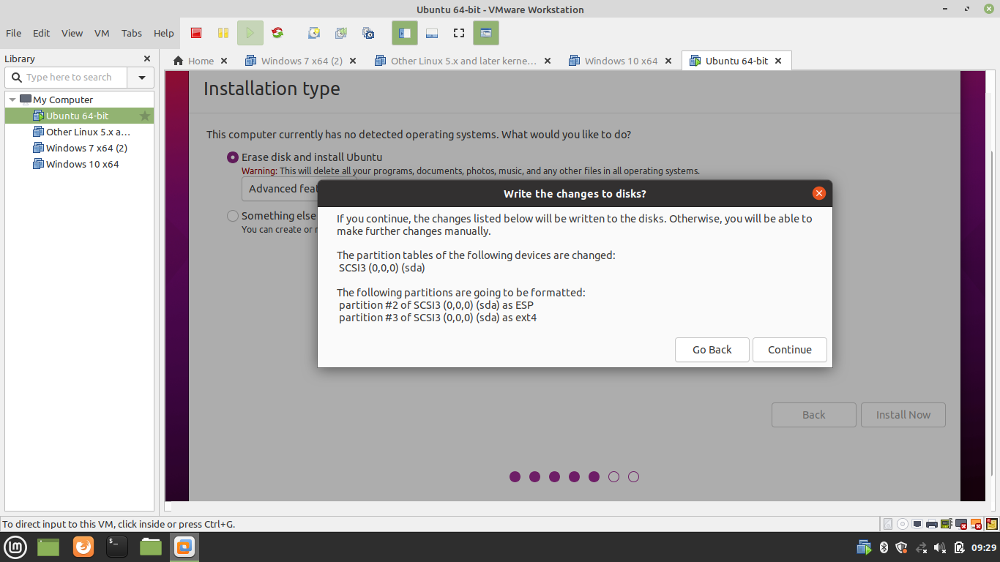 Ubuntu 64-bit - VMware Workstation
File Edit View VM Tabs Help
Library
Home
Windows 7 x64 (2)
Other Linux 5.x and later kerne...
Windows 10 x64
Ubuntu 64-bit
Type here to search
My Computer
Ubuntu 64-bit
Other Linux 5.x a...
Windows 7 x64 (2)
Windows 10 x64
Installation type
This computer currently has no detected operating systems. What would you like to do?
Erase disk and install Ubuntu
Warning: This will delete all your programs, documents, photos, music, and any other files in all operating systems.
Advanced feat
Something else
You can create or r
Write the changes to disks?
If you continue, the changes listed below will be written to the disks. Otherwise, you will be able to
make further changes manually.
The partition tables of the following devices are changed:
SCSI3 (0,0,0) (sda)
The following partitions are going to be formatted:
partition #2 of SCSI3 (0,0,0) (sda) as ESP
partition #3 of SCSI3 (0,0,0) (sda) as ext4
Go Back
Continue
Back
Install Now
To direct input to this VM, click inside or press Ctrl+G.
09:29